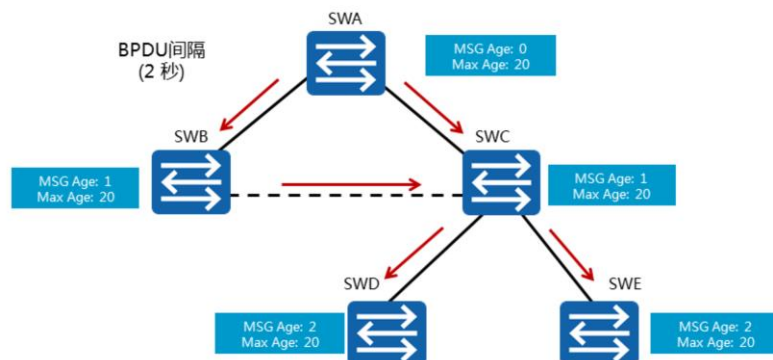 SWA
BPDU间隔
(2 秒)
MSG Age: 0
Max Age: 20
SWB
SWC
MSG Age: 1
Max Age: 20
MSG Age: 1
Max Age: 20
SWD
SWE
MSG Age: 2
Max Age: 20
MSG Age: 2
Max Age: 20